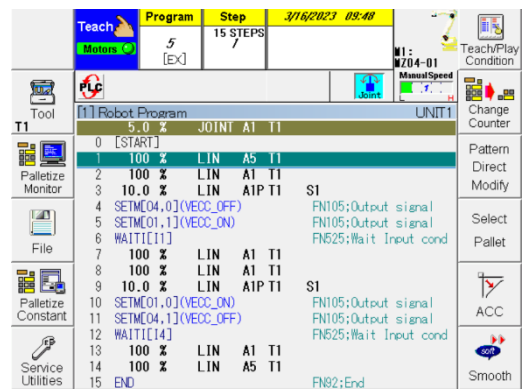 Teach
Motors
Program
5
[EX]
Step
15 STEPS
1
3/16/2023 09:48
M1 :
MZ04-01
Teach/Play
Condition
PLC
Joint
Manual Speed
1
L H
Tool
T1
Change
Counter
[1] Robot Program UNIT1
5.0 % JOINT A1 T1
0 [START]
1 100 % LIN A5 T1
2 100 % LIN A1 T1
3 10.0 % LIN A1P T1 S1
4 SETM[O4,0](VECC_OFF) FN105;Output signal
5 SETM[O1,1](VECC_ON) FN105;Output signal
6 WAITI[I1] FN525;Wait Input cond
7 100 % LIN A1 T1
8 100 % LIN A1 T1
9 10.0 % LIN A1P T1 S1
10 SETM[O1,0](VECC_ON) FN105;Output signal
11 SETM[O4,1](VECC_OFF) FN105;Output signal
12 WAITI[I4] FN525;Wait Input cond
13 100 % LIN A1 T1
14 100 % LIN A5 T1
15 END FN92;End
Palletize
Monitor
File
Palletize
Constant
Service
Utilities
Pattern
Direct
Modify
Select
Pallet
ACC
soft
Smooth